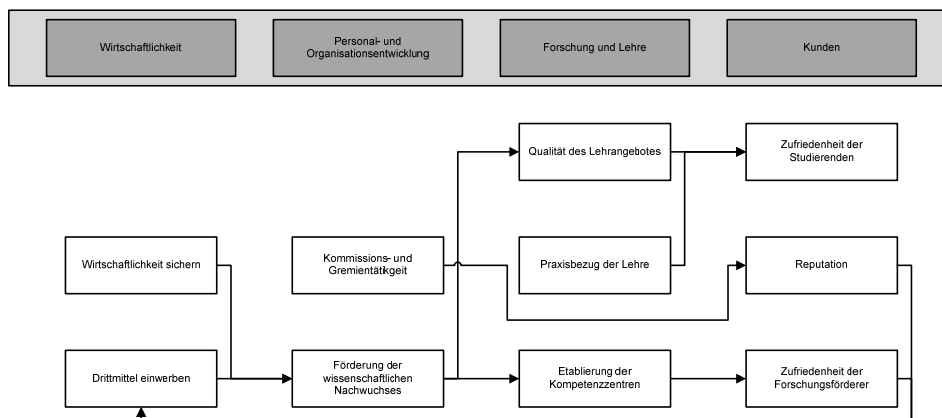 Wirtschaftlichkeit
Personal- und
Organisationsentwicklung
Forschung und Lehre
Kunden
Qualität des Lehrangebotes
Zufriedenheit der
Studierenden
Wirtschaftlichkeit sichern
Kommissions- und
Gremientätikgeit
Praxisbezug der Lehre
Reputation
Drittmittel einwerben
Förderung der
wissenschaftlichen
Nachwuchses
Etablierung der
Kompetenzzentren
Zufriedenheit der
Forschungsförderer